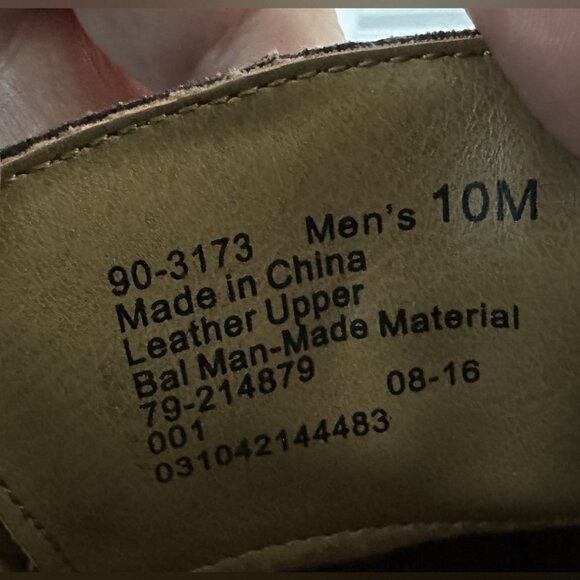 90-3173 Men's 10M
Made in China
Leather Upper
Bal Man-Made Material
79-214879 08-16
001
031042144483